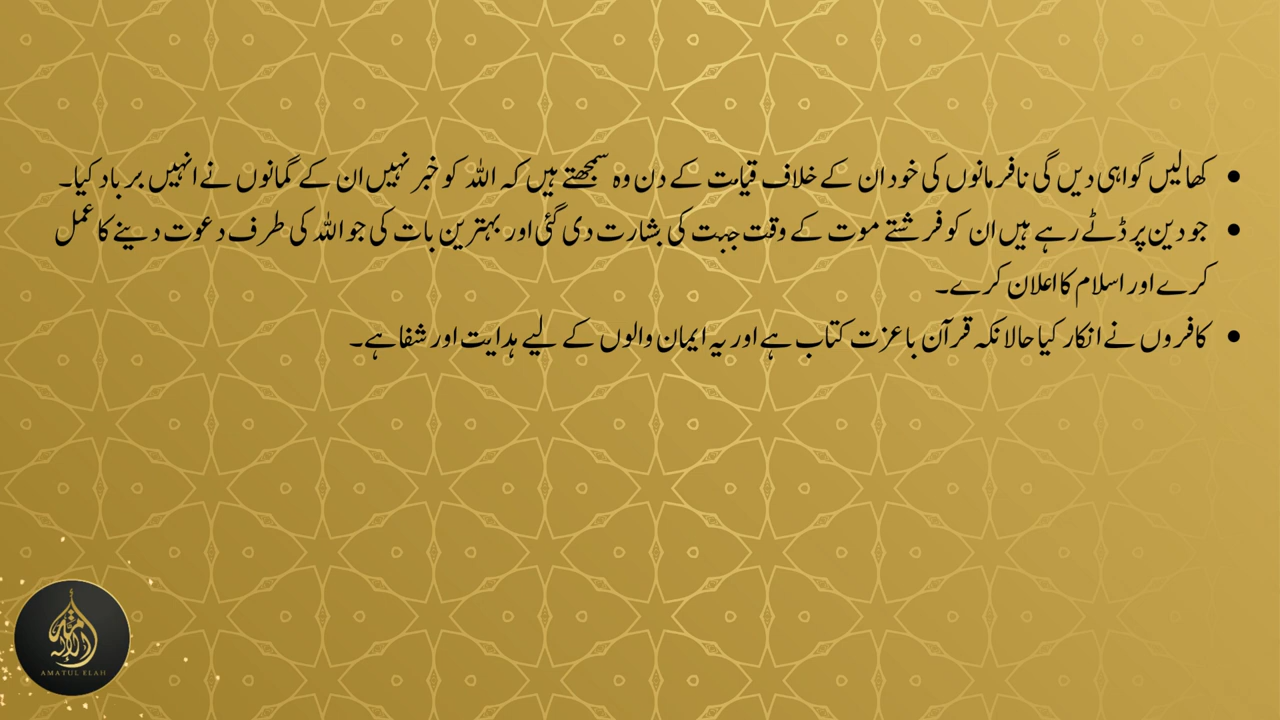 • کھالیں گواہی دیں گی نافرمانوں کی خود ان کے خلاف قیامت کے دن وہ سمجھتے ہیں کہ اللہ کو خبر نہیں ان کے گمانوں نے انہیں برباد کیا۔
• جو دین پر ڈٹے رہے ہیں ان کو فرشتے موت کے وقت جنت کی بشارت دی گئی اور بہترین بات کی جو اللہ کی طرف دعوت دینے کا عمل
کرے اور اسلام کا اعلان کرے۔
• کافروں نے انکار کیا حالانکہ قرآن باعزت کتاب ہے اور یہ ایمان والوں کے لیے ہدایت اور شفا ہے۔
AMATUL ELAH